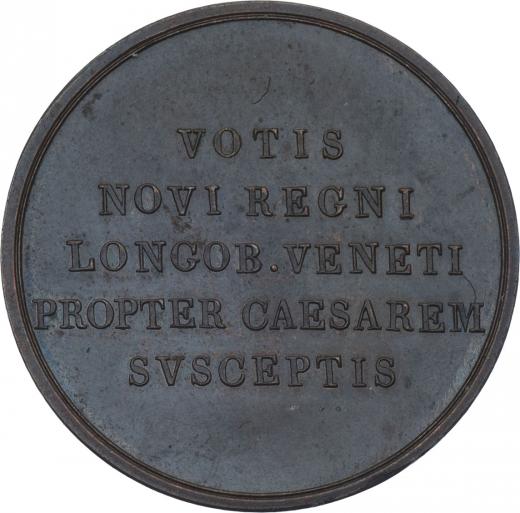 VOTIS
NOVI REGNI
LONGOB. VENETI
PROPTER CAESAREM
SVSCEPTIS